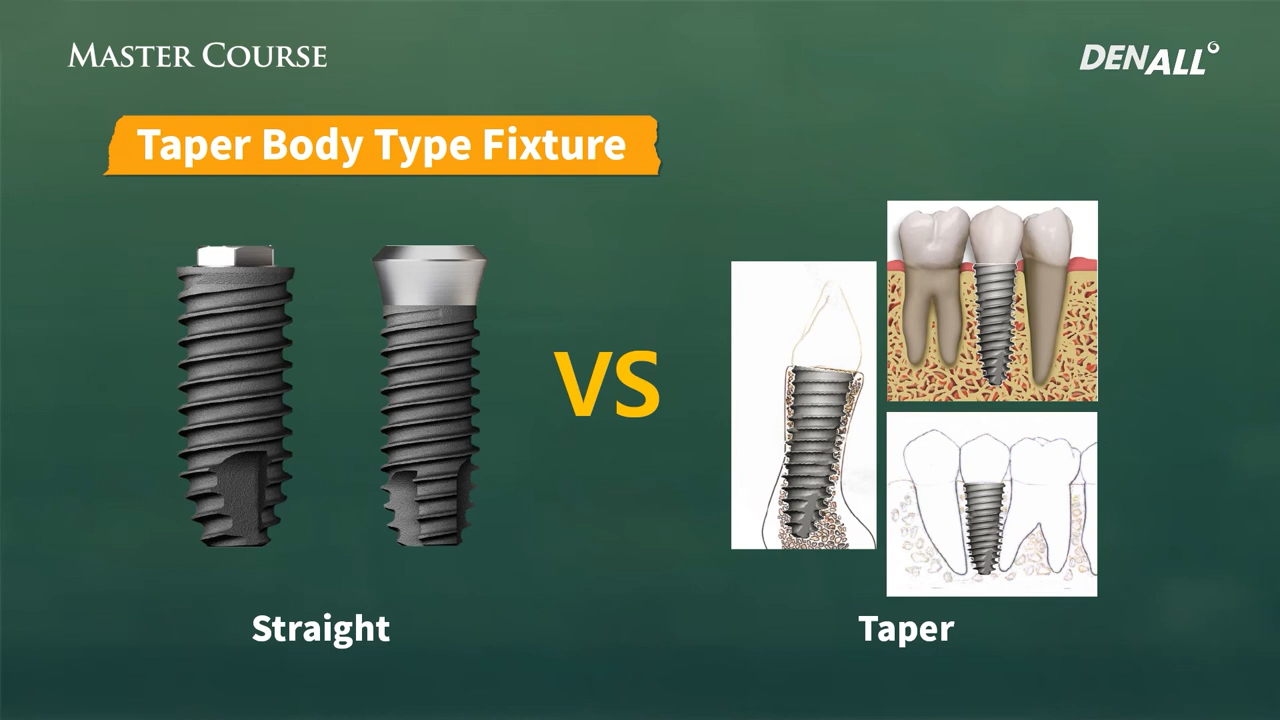 Master Course
DENALL
Taper Body Type Fixture
VS
Straight
Taper